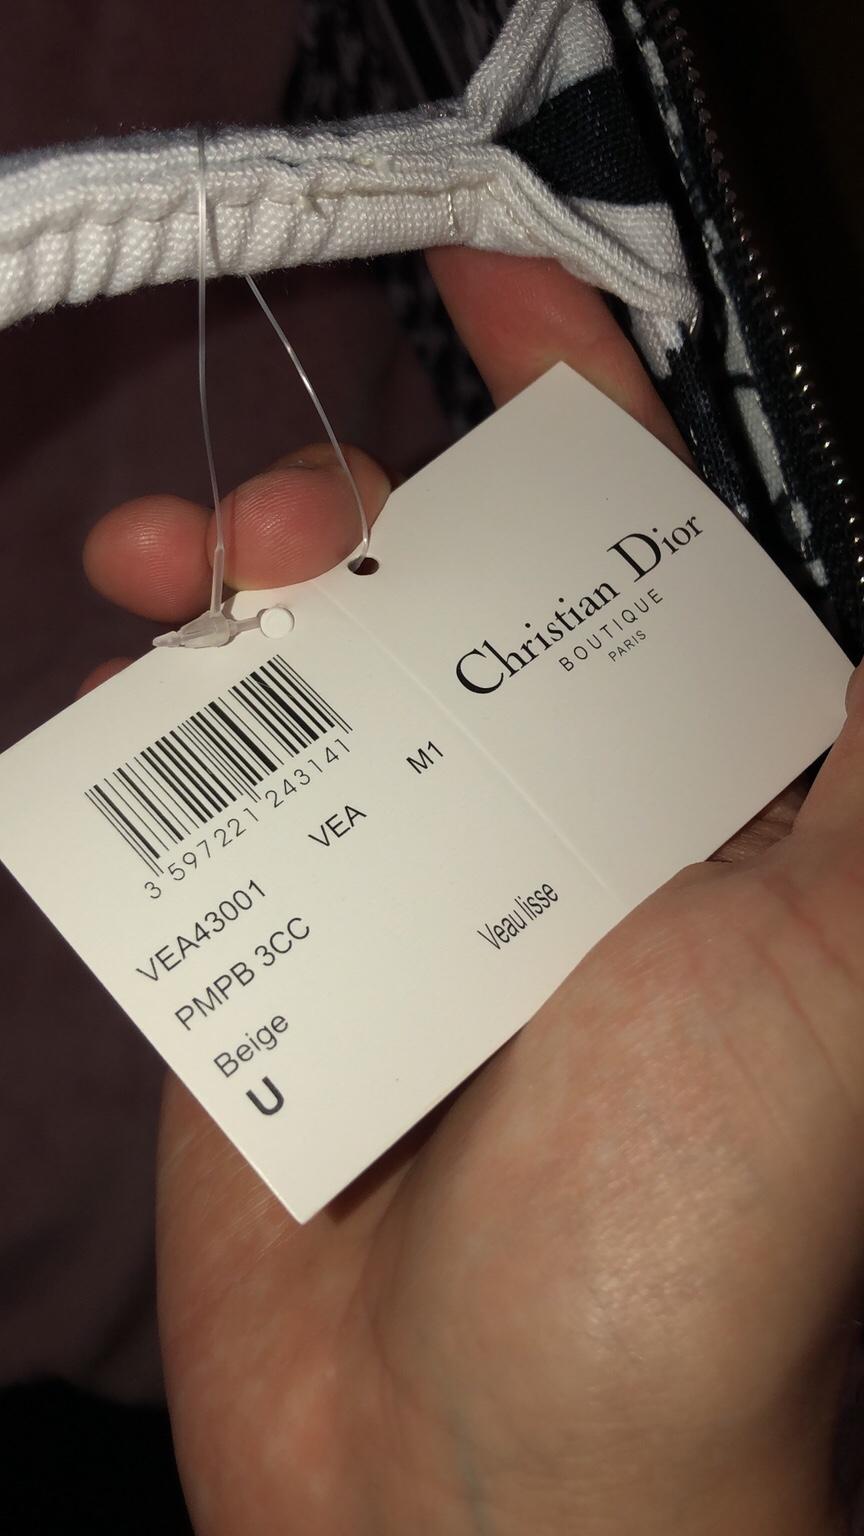 Christian Dior
BOUTIQUE
PARIS
3 597221 243141
VEA M1
VEA43001
PMPB 3CC
Veau lisse
Beige
U